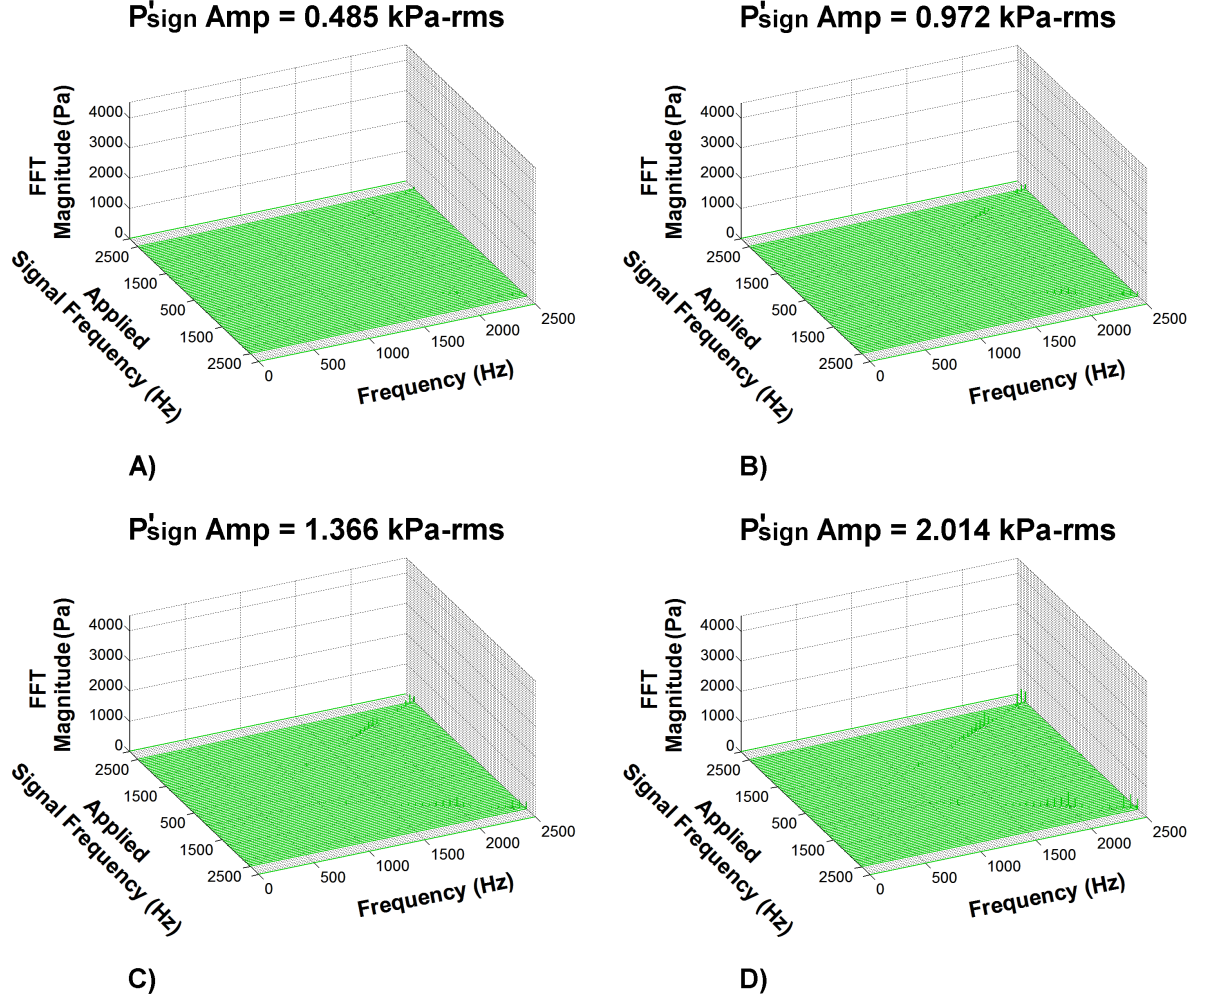 P'sign Amp = 0.485 kPa-rms
FFT
Magnitude (Pa)
4000
3000
2000
1000
0
2500
1500
500
1500
2500
Applied
Signal Frequency (Hz)
0
500
1000
1500
2000
2500
Frequency (Hz)
A)
P'sign Amp = 0.972 kPa-rms
FFT
Magnitude (Pa)
4000
3000
2000
1000
0
2500
1500
500
1500
2500
Applied
Signal Frequency (Hz)
0
500
1000
1500
2000
2500
Frequency (Hz)
B)
P'sign Amp = 1.366 kPa-rms
FFT
Magnitude (Pa)
4000
3000
2000
1000
0
2500
1500
500
1500
2500
Applied
Signal Frequency (Hz)
0
500
1000
1500
2000
2500
Frequency (Hz)
C)
P'sign Amp = 2.014 kPa-rms
FFT
Magnitude (Pa)
4000
3000
2000
1000
0
2500
1500
500
1500
2500
Applied
Signal Frequency (Hz)
0
500
1000
1500
2000
2500
Frequency (Hz)
D)